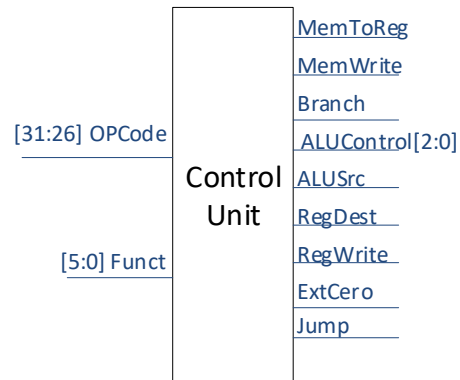 MemToReg
MemWrite
Branch
[31:26] OPCode
ALUControl[2:0]
ALUSrc
Control
Unit
RegDest
RegWrite
[5:0] Funct
ExtCero
Jump